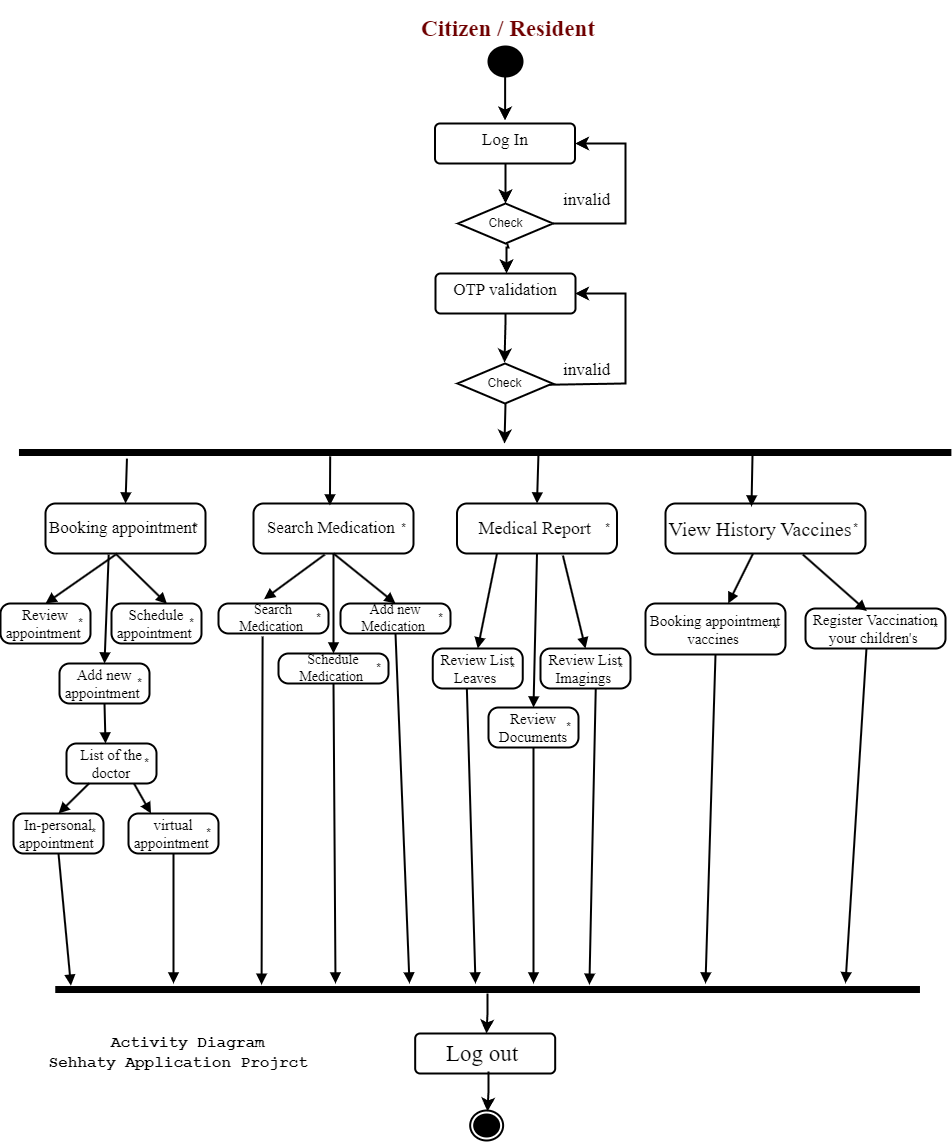 Citizen / Resident
Log In
invalid
Check
OTP validation
invalid
Check
Booking appointment*
Search Medication *
Medical Report *
View History Vaccines*
Review
appointment*
Schedule
appointment*
Search
Medication *
Add new
Medication *
Booking appointment*
vaccines
Register Vaccination*
your children's
Schedule
Medication *
Review List*
Leaves
Review List*
Imagings
Add new
appointment*
Review
Documents *
List of the*
doctor
In-personal*
appointment
virtual *
appointment
Activity Diagram
Sehhaty Application Projrct
Log out